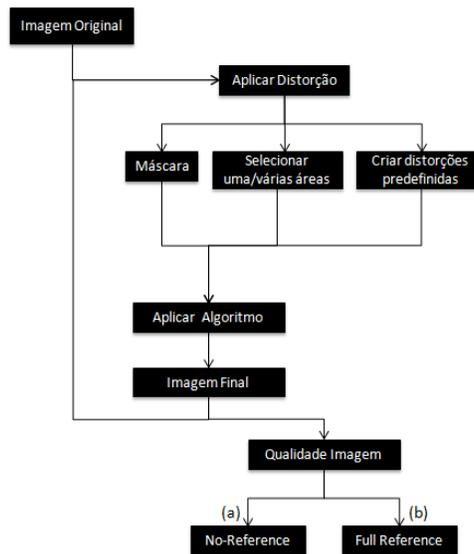 Imagem Original
Aplicar Distorção
Máscara
Selecionar
uma/várias áreas
Criar distorções
predefinidas
Aplicar Algoritmo
Imagem Final
Qualidade Imagem
(a)
(b)
No-Reference
Full Reference